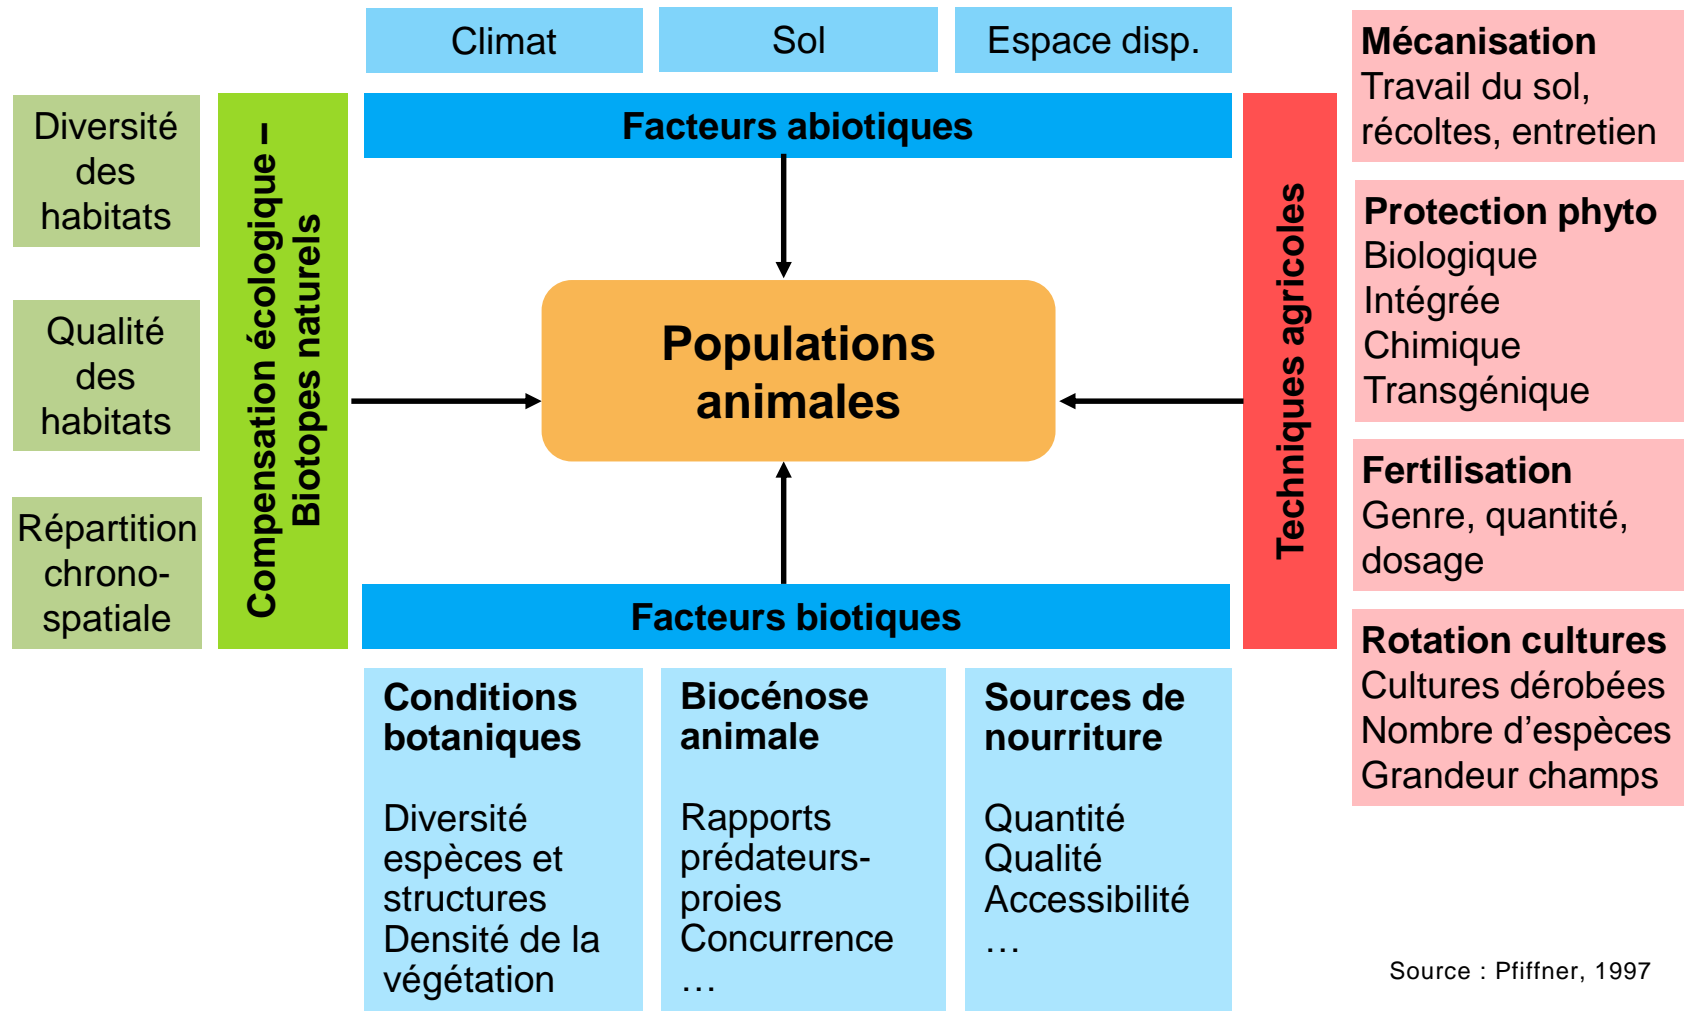 Climat
Sol
Espace disp.
Facteurs abiotiques
Diversité
des
habitats
Qualité
des
habitats
Répartition
chrono-
spatiale
Compensation écologique –
Biotopes naturels
Populations
animales
Techniques agricoles
Mécanisation
Travail du sol,
récoltes, entretien
Protection phyto
Biologique
Intégrée
Chimique
Transgénique
Fertilisation
Genre, quantité,
dosage
Rotation cultures
Cultures dérobées
Nombre d’espèces
Grandeur champs
Facteurs biotiques
Conditions
botaniques
Diversité
espèces et
structures
Densité de la
végétation
Biocénose
animale
Rapports
prédateurs-
proies
Concurrence
…
Sources de
nourriture
Quantité
Qualité
Accessibilité
…
Source : Pfiffner, 1997